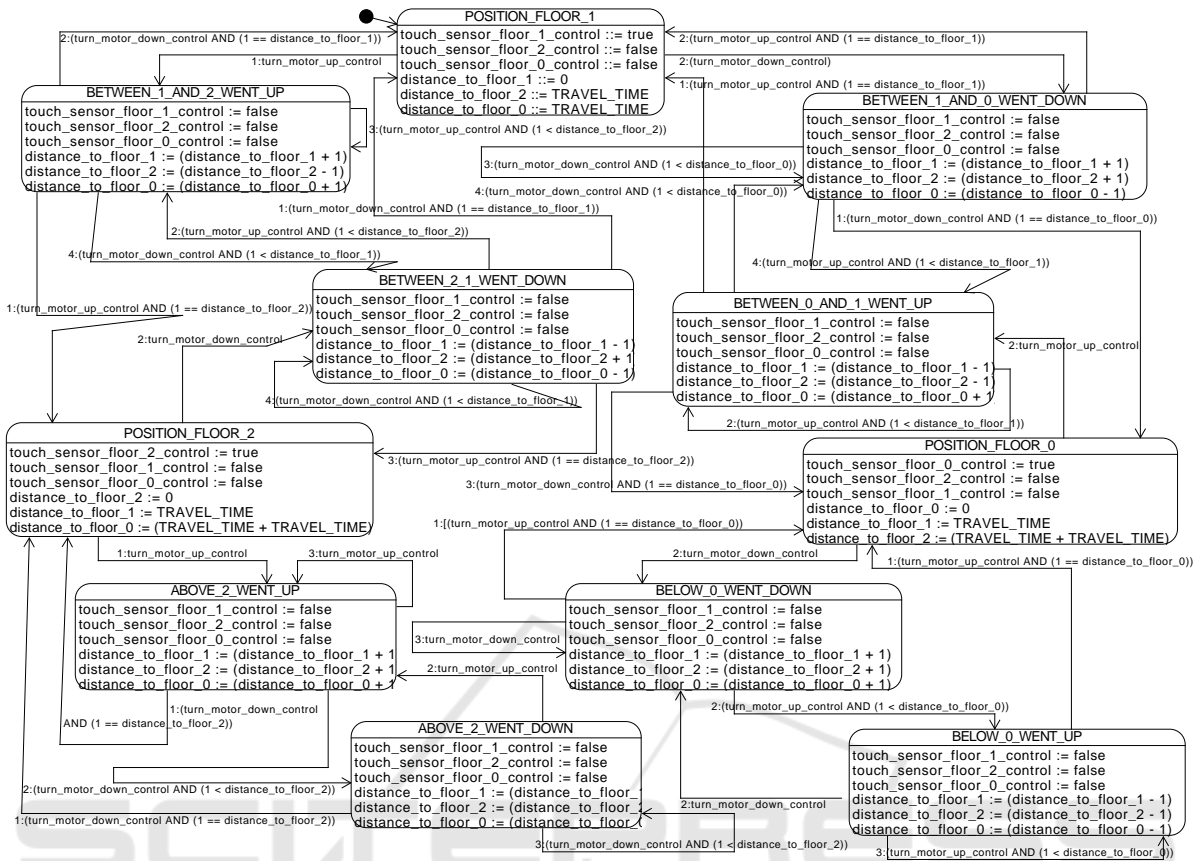 POSITION_FLOOR_1
touch_sensor_floor_1_control ::= true
touch_sensor_floor_2_control ::= false
touch_sensor_floor_0_control ::= false
distance_to_floor_1 ::= 0
distance_to_floor_2 ::= TRAVEL_TIME
distance_to_floor_0 ::= TRAVEL_TIME
2:(turn_motor_down_control AND (1 == distance_to_floor_1))
1:turn_motor_up_control
2:(turn_motor_up_control AND (1 == distance_to_floor_1))
2:(turn_motor_down_control)
1:(turn_motor_up_control AND (1 == distance_to_floor_1))
BETWEEN_1_AND_2_WENT_UP
touch_sensor_floor_1_control := false
touch_sensor_floor_2_control := false
touch_sensor_floor_0_control := false
distance_to_floor_1 := (distance_to_floor_1 + 1)
distance_to_floor_2 := (distance_to_floor_2 - 1)
distance_to_floor_0 := (distance_to_floor_0 + 1)
3:(turn_motor_up_control AND (1 < distance_to_floor_2))
BETWEEN_1_AND_0_WENT_DOWN
touch_sensor_floor_1_control := false
touch_sensor_floor_2_control := false
touch_sensor_floor_0_control := false
distance_to_floor_1 := (distance_to_floor_1 + 1)
distance_to_floor_2 := (distance_to_floor_2 + 1)
distance_to_floor_0 := (distance_to_floor_0 - 1)
3:(turn_motor_down_control AND (1 < distance_to_floor_0))
4:(turn_motor_down_control AND (1 < distance_to_floor_0))
1:(turn_motor_down_control AND (1 == distance_to_floor_1))
2:(turn_motor_up_control AND (1 < distance_to_floor_2))
1:(turn_motor_down_control AND (1 == distance_to_floor_0))
4:(turn_motor_down_control AND (1 < distance_to_floor_1))
4:(turn_motor_up_control AND (1 < distance_to_floor_1))
BETWEEN_2_1_WENT_DOWN
touch_sensor_floor_1_control := false
touch_sensor_floor_2_control := false
touch_sensor_floor_0_control := false
distance_to_floor_1 := (distance_to_floor_1 - 1)
distance_to_floor_2 := (distance_to_floor_2 + 1
distance_to_floor_0 := (distance_to_floor_0 - 1)
BETWEEN_0_AND_1_WENT_UP
touch_sensor_floor_1_control := false
touch_sensor_floor_2_control := false
touch_sensor_floor_0_control := false
distance_to_floor_1 := (distance_to_floor_1 - 1)
distance_to_floor_2 := (distance_to_floor_2 - 1)
distance_to_floor_0 := (distance_to_floor_0 + 1
1:(turn_motor_up_control AND (1 == distance_to_floor_2))
2:turn_motor_down_control
2:turn_motor_up_control
4:(turn_motor_down_control AND (1 < distance_to_floor_1))
2:(turn_motor_up_control AND (1 < distance_to_floor_1))
POSITION_FLOOR_2
touch_sensor_floor_2_control := true
touch_sensor_floor_1_control := false
touch_sensor_floor_0_control := false
distance_to_floor_2 := 0
distance_to_floor_1 := TRAVEL_TIME
distance_to_floor_0 := (TRAVEL_TIME + TRAVEL_TIME)
3:(turn_motor_up_control AND (1 == distance_to_floor_2))
3:(turn_motor_down_control AND (1 == distance_to_floor_0))
POSITION_FLOOR_0
touch_sensor_floor_0_control := true
touch_sensor_floor_2_control := false
touch_sensor_floor_1_control := false
distance_to_floor_0 := 0
distance_to_floor_1 := TRAVEL_TIME
distance_to_floor_2 := (TRAVEL_TIME + TRAVEL_TIME)
1:[(turn_motor_up_control AND (1 == distance_to_floor_0))
1:turn_motor_up_control
3:turn_motor_up_control
2:turn_motor_down_control
1:(turn_motor_up_control AND (1 == distance_to_floor_0))
ABOVE_2_WENT_UP
touch_sensor_floor_1_control := false
touch_sensor_floor_2_control := false
touch_sensor_floor_0_control := false
distance_to_floor_1 := (distance_to_floor_1 + 1
distance_to_floor_2 := (distance_to_floor_2 + 1
distance_to_floor_0 := (distance_to_floor_0 + 1
BELOW_0_WENT_DOWN
touch_sensor_floor_1_control := false
touch_sensor_floor_2_control := false
touch_sensor_floor_0_control := false
distance_to_floor_1 := (distance_to_floor_1 + 1)
distance_to_floor_2 := (distance_to_floor_2 + 1)
distance_to_floor_0 := (distance_to_floor_0 + 1)
3:turn_motor_down_control
2:turn_motor_up_control
1:(turn_motor_down_control
AND (1 == distance_to_floor_2))
2:(turn_motor_up_control AND (1 < distance_to_floor_0))
ABOVE_2_WENT_DOWN
touch_sensor_floor_1_control := false
touch_sensor_floor_2_control := false
touch_sensor_floor_0_control := false
distance_to_floor_1 := (distance_to_floor_
distance_to_floor_2 := (distance_to_floor_2
distance_to_floor_0 := (distance_to_floor_(
BELOW_0_WENT_UP
touch_sensor_floor_1_control := false
touch_sensor_floor_2_control := false
touch_sensor_floor_0_control := false
distance_to_floor_1 := (distance_to_floor_1 - 1)
distance_to_floor_2 := (distance_to_floor_2 - 1)
distance_to_floor_0 := (distance_to_floor_0 - 1)
2:(turn_motor_down_control AND (1 < distance_to_floor_2))
2:turn_motor_down_control
1:(turn_motor_down_control AND (1 == distance_to_floor_2))
3:(turn_motor_down_control AND (1 < distance_to_floor_2))
3:(turn_motor_up_control AND (1 < distance_to_floor_0))
SCITEPRESS